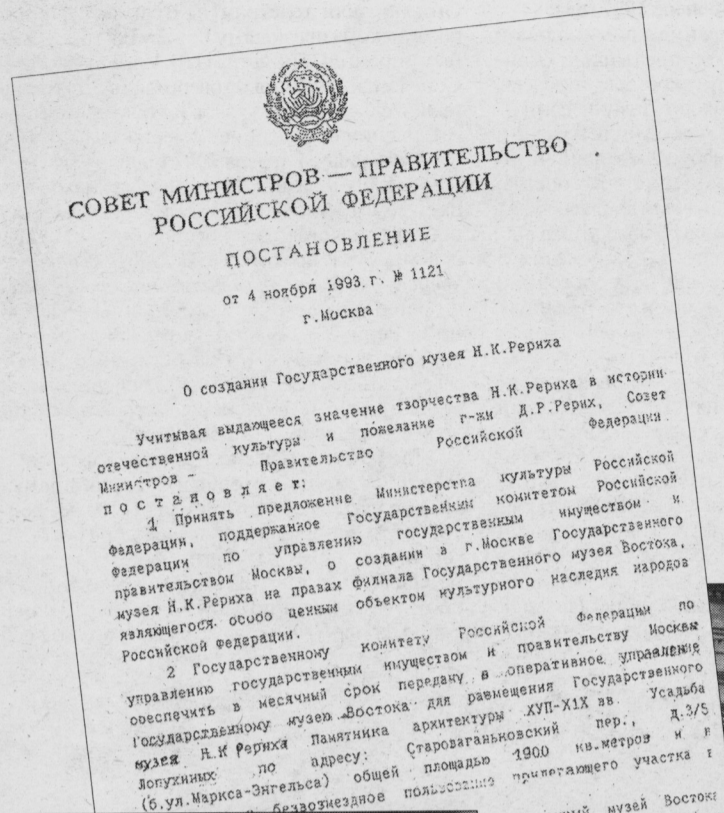 СОВЕТ МИНИСТРОВ — ПРАВИТЕЛЬСТВО
РОССИЙСКОЙ ФЕДЕРАЦИИ
ПОСТАНОВЛЕНИЕ
от 4 ноября 1993 г. № 1121
г.Москва
О создании Государственного музея Н.К.Рериха
Учитывая выдающееся значение творчества Н.К.Рериха в истории
отечественной культуры и пожелание г-жи Д.Р.Рерих, Совет
Министров Правительство Российской Федерации
п о с т а н о в л я е т:
1 Принять предложение Министерства культуры Российской
Федерации, поддержанное Государственным комитетом Российской
Федерации по управлению государственным имуществом и
правительством Москвы, о создании в г.Москве Государственного
музея Н.К.Рериха на правах филиала Государственного музея Востока,
являющегося особо ценным объектом культурного наследия народов
Российской Федерации.
2 Государственному комитету Российской Федерации по
управлению государственным имуществом и правительству Москвы
обеспечить в месячный срок передачу в оперативное управление
Государственному музею Востока для размещения Государственного
музея Н.К Рериха Памятника архитектуры ХУП-Х1Х вв. Усадьба
Лопухиных по адресу: Староваганьковский пер., д.3/5
(б.ул.Маркса-Энгельса) общей площадью 1900 кв.метров и в
безвозмездное пользование прилегающего участка в
музей Востока